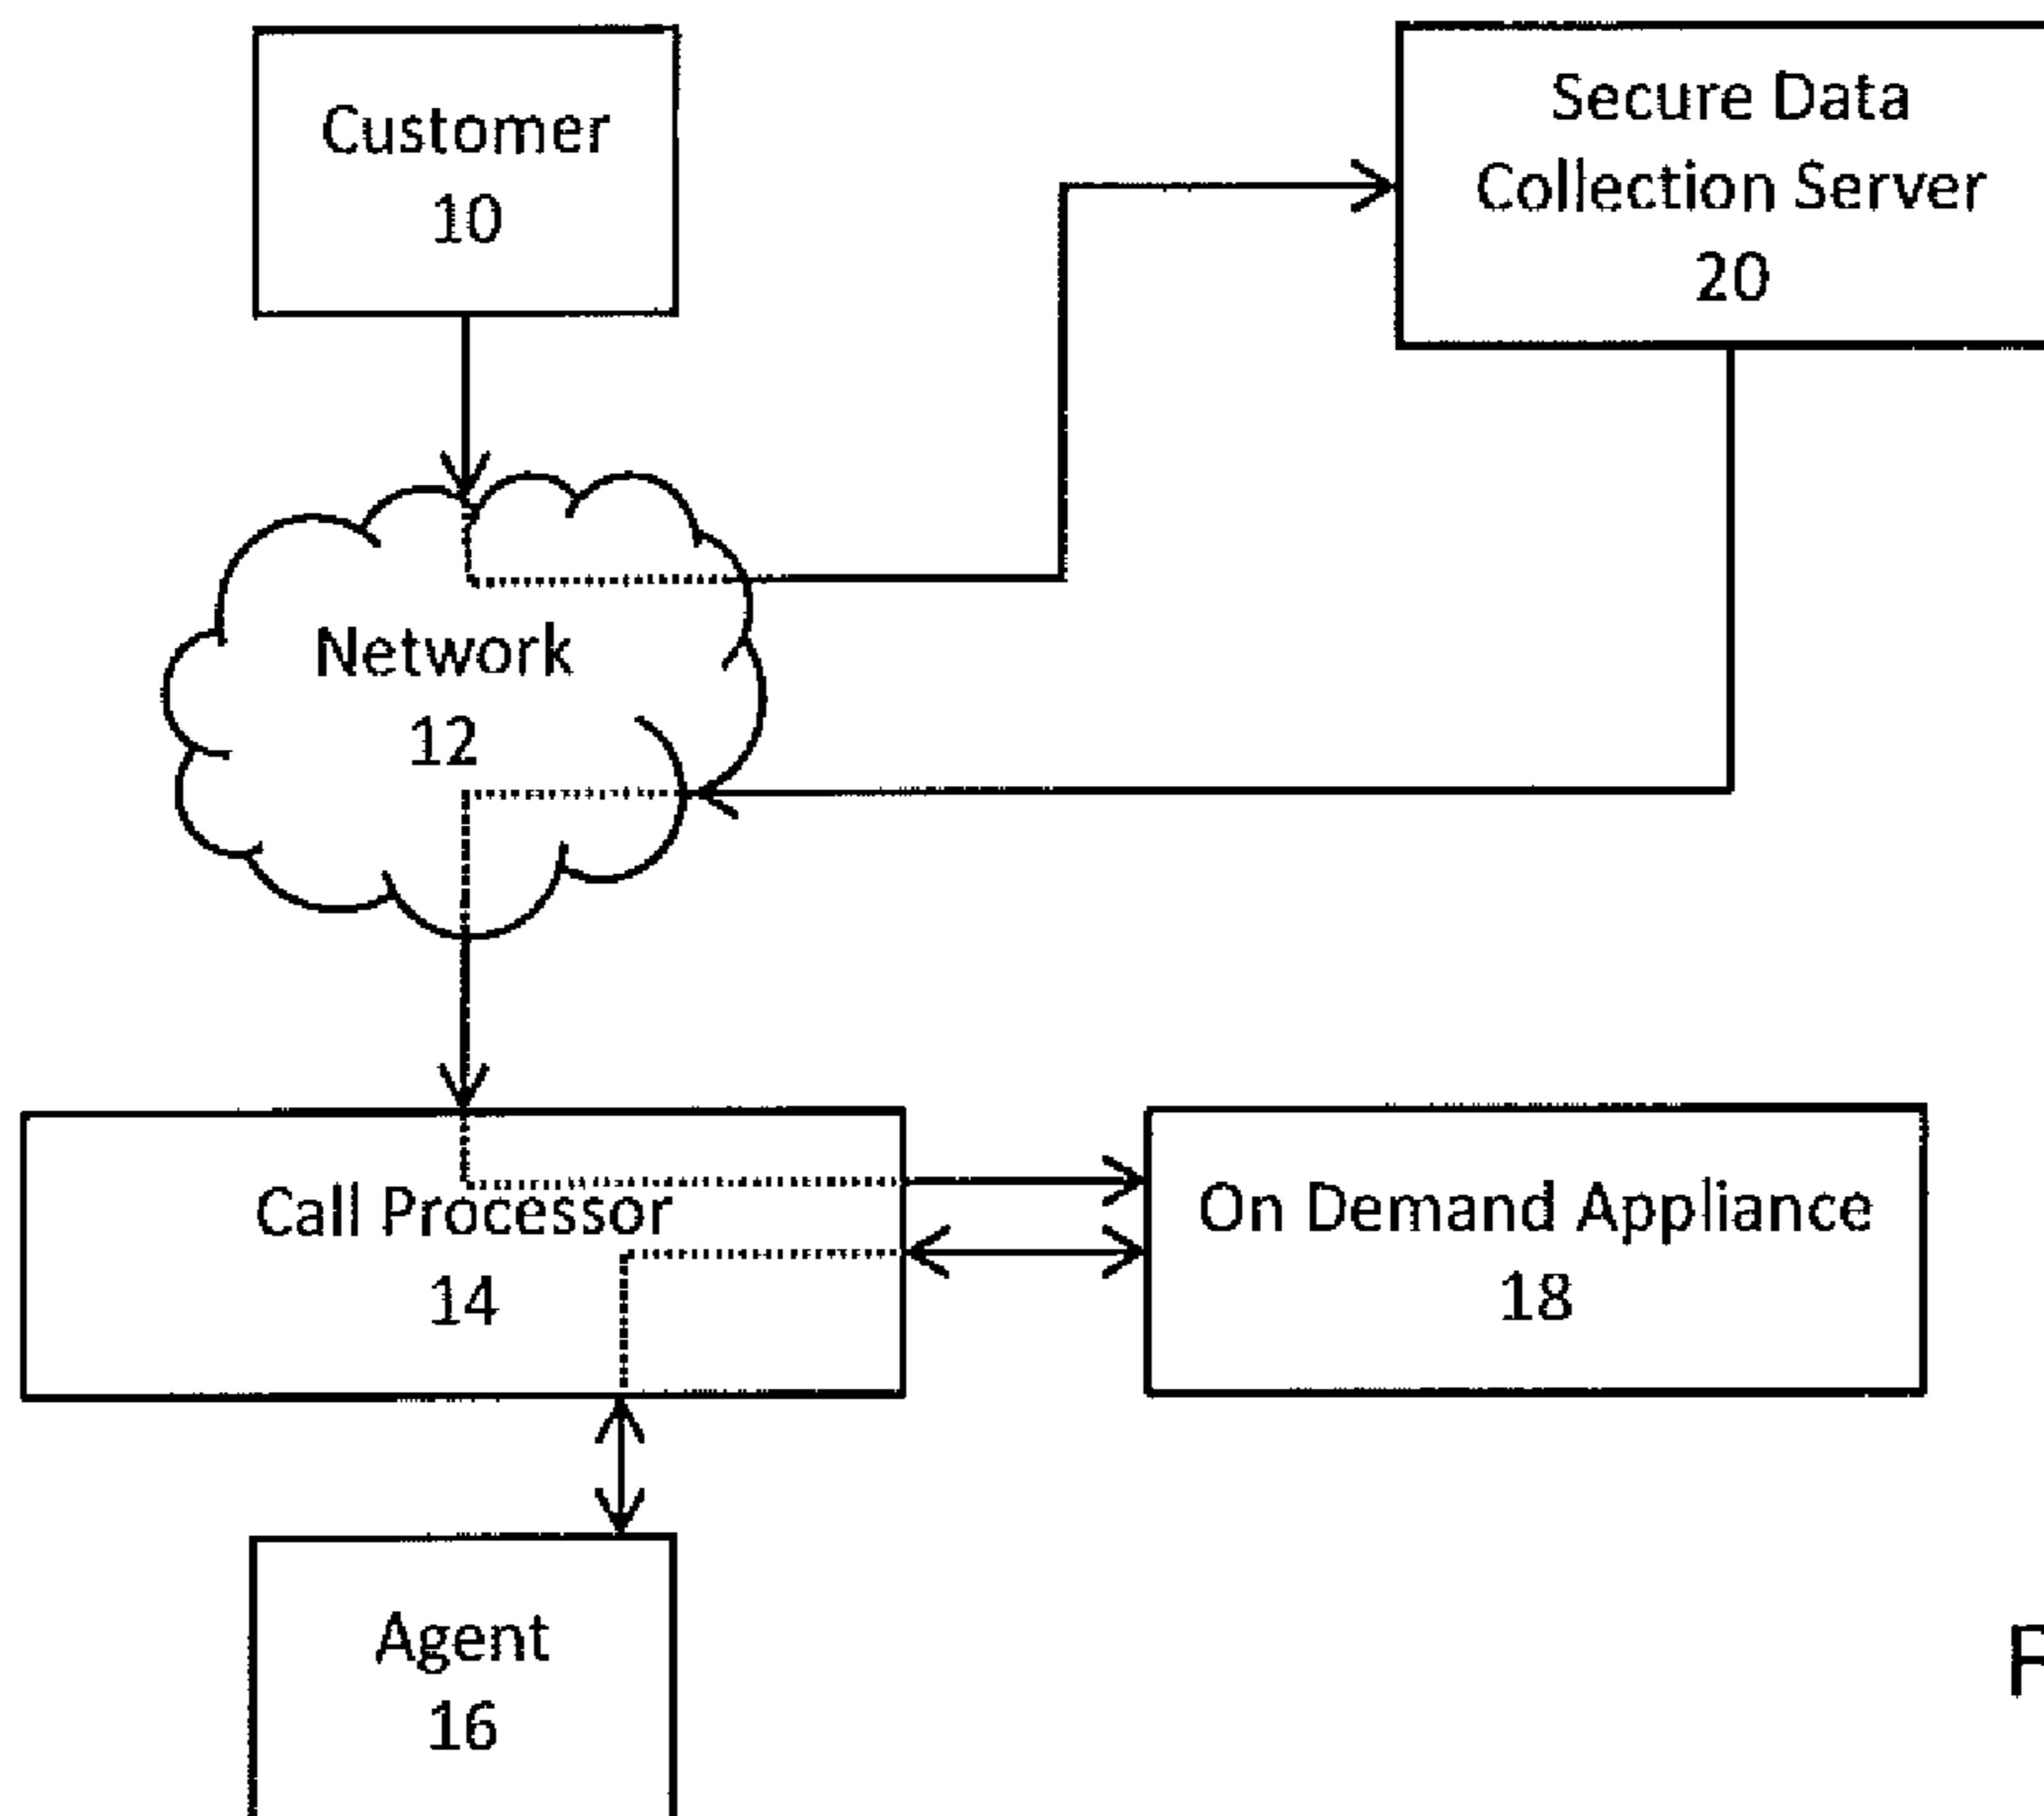 Customer
10
Secure Data
Collection Server
20
Network
12
Call Processor
14
On Demand Appliance
18
Agent
16
F